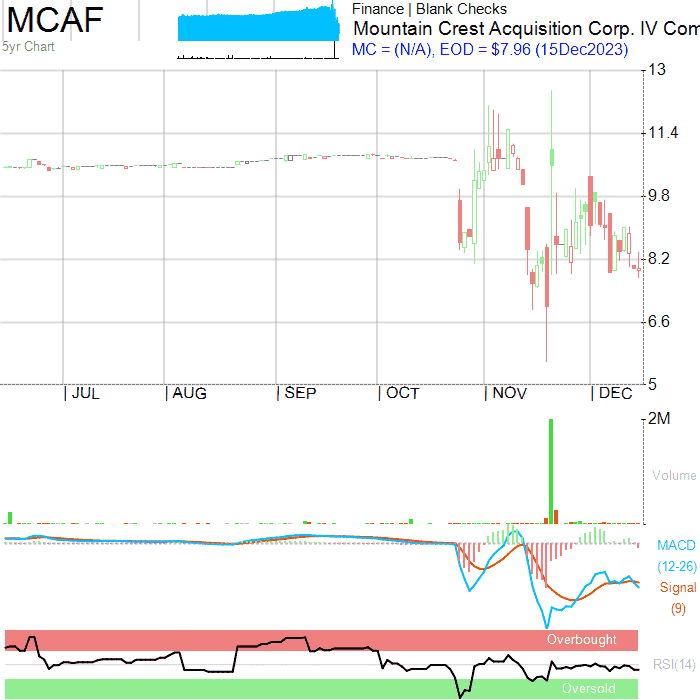 MCAF
5yr Chart
Finance | Blank Checks
Mountain Crest Acquisition Corp. IV Com
MC = (N/A), EOD = $7.96 (15Dec2023)
13
11.4
9.8
8.2
6.6
5
JUL AUG SEP OCT NOV DEC
2M
Volume
MACD
(12-26)
Signal
(9)
Overbought
RSI(14)
Oversold